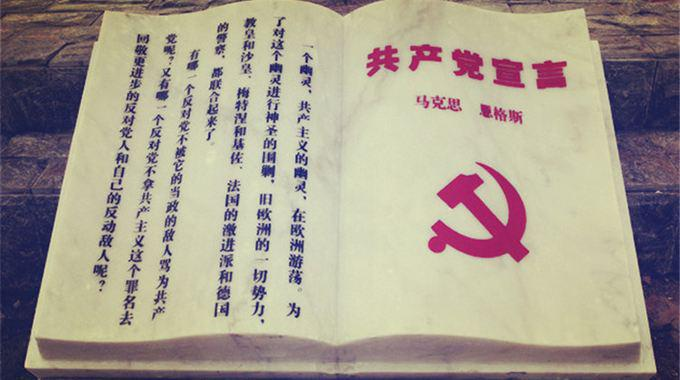 共产党宣言
马克思 恩格斯
一个幽灵，共产主义的幽灵，在欧洲游荡。为
了对这个幽灵进行神圣的围剿，旧欧洲的一切势力，
教皇和沙皇、梅特涅和基佐、法国的激进派和德国
的警察，都联合起来了。
有哪一个反对党不被它的当政的敌人骂为共产
党呢？又有哪一个反对党不拿共产主义这个罪名去
回敬更进步的反对党人和自己的反动敌人呢？